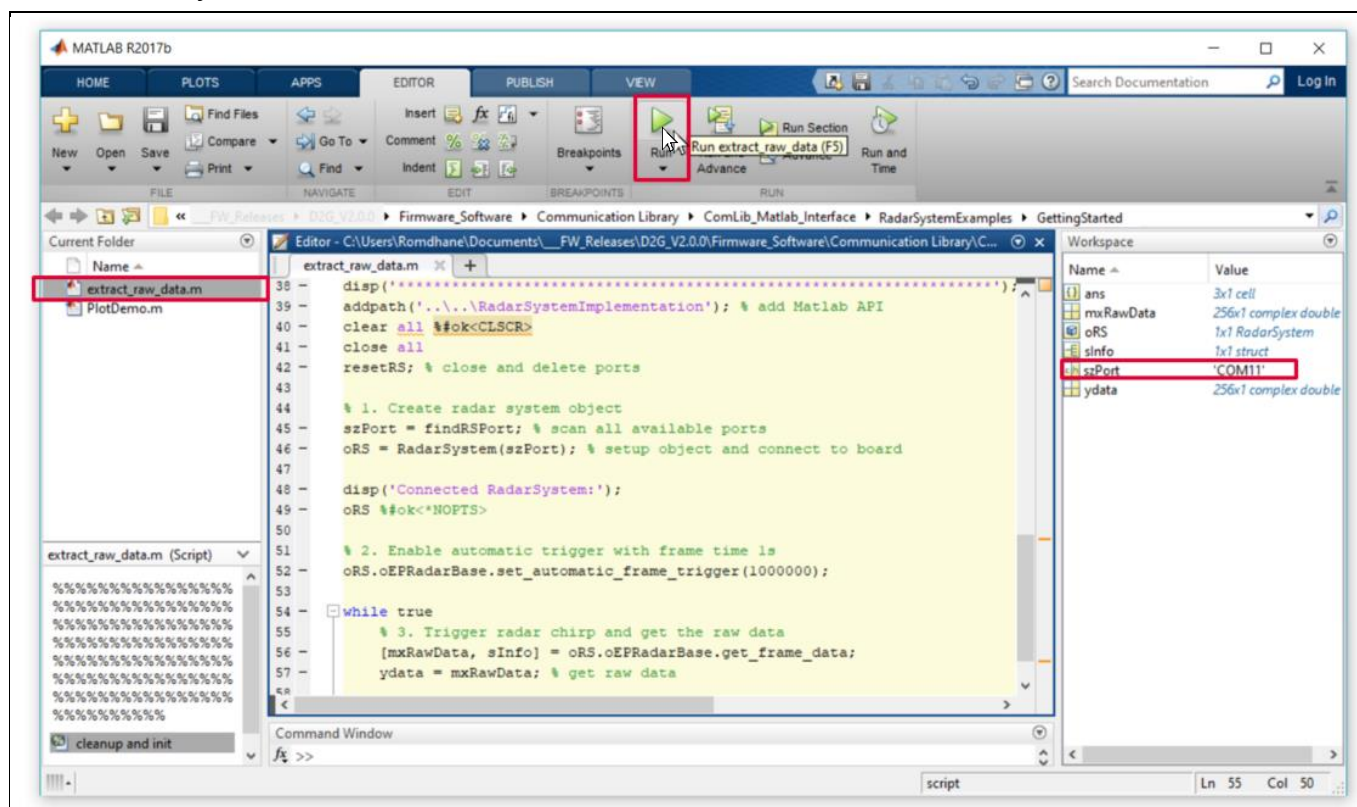 MATLAB R2017b
HOME PLOTS APPS EDITOR PUBLISH VIEW Search Documentation Log In
New Open Save Find Files Compare Print
Go To Find
Insert fx Comment % Indent
Breakpoints
Run Advance Run Section Run and Time
Run extract_raw_data (F5)
FILE NAVIGATE EDIT BREAKPOINTS RUN
« __FW_Releases D2G_V2.0.0 Firmware_Software Communication Library ComLib_Matlab_Interface RadarSystemExamples GettingStarted
Current Folder
Name
extract_raw_data.m
PlotDemo.m
extract_raw_data.m (Script)
%%%%%%%%%%%%%%%%
%%%%%%%%%%%%%%%%
%%%%%%%%%%%%%%%%
%%%%%%%%%%%%%%%%
%%%%%%%%%%%%%%%%
%%%%%%%%%%%%%%%%
%%%%%%%%%%%%%%%%
%%%%%%%%%%
cleanup and init
Editor - C:\Users\Romdhane\Documents\__FW_Releases\D2G_V2.0.0\Firmware_Software\Communication Library\C...
extract_raw_data.m
38 - disp('******************************************************************');
39 - addpath('..\..\RadarSystemImplementation'); % add Matlab API
40 - clear all %#ok<CLSCR>
41 - close all
42 - resetRS; % close and delete ports
43
44 % 1. Create radar system object
45 - szPort = findRSPort; % scan all available ports
46 - oRS = RadarSystem(szPort); % setup object and connect to board
47
48 - disp('Connected RadarSystem:');
49 - oRS %#ok<*NOPTS>
50
51 % 2. Enable automatic trigger with frame time 1s
52 - oRS.oEPRadarBase.set_automatic_frame_trigger(1000000);
53
54 - while true
55 % 3. Trigger radar chirp and get the raw data
56 - [mxRawData, sInfo] = oRS.oEPRadarBase.get_frame_data;
57 - ydata = mxRawData; % get raw data
58
Command Window
fx >>
Workspace
Name Value
ans 3x1 cell
mxRawData 256x1 complex double
oRS 1x1 RadarSystem
sInfo 1x1 struct
szPort 'COM11'
ydata 256x1 complex double
script Ln 55 Col 50